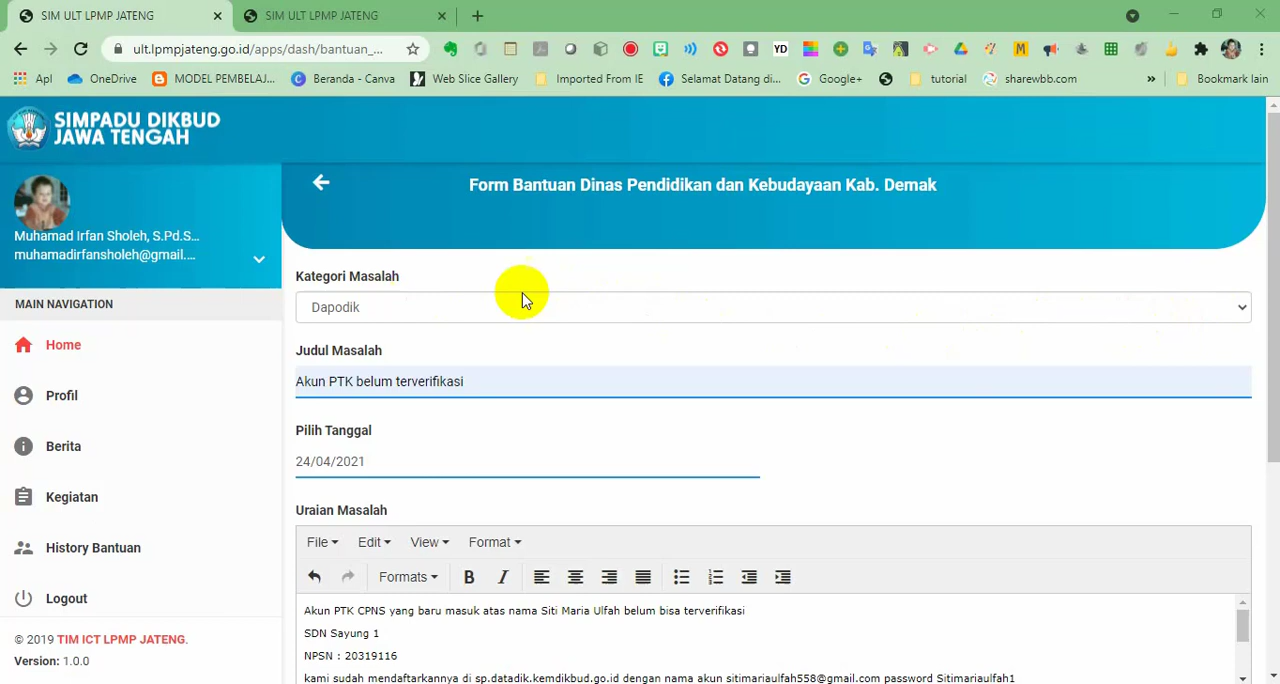 SIM ULT LPMP JATENG
SIM ULT LPMP JATENG
ult.lpmpjateng.go.id/apps/dash/bantuan_...
YD
M
Apl
OneDrive
MODEL PEMBELAJ...
Beranda - Canva
Web Slice Gallery
Imported From IE
Selamat Datang di...
Google+
tutorial
sharewbb.com
»
Bookmark lain
SIMPADU DIKBUD
JAWA TENGAH
Form Bantuan Dinas Pendidikan dan Kebudayaan Kab. Demak
Muhamad Irfan Sholeh, S.Pd.S...
muhamadirfansholeh@gmail....
MAIN NAVIGATION
Home
Profil
Berita
Kegiatan
History Bantuan
Logout
© 2019 TIM ICT LPMP JATENG.
Version: 1.0.0
Kategori Masalah
Dapodik
Judul Masalah
Akun PTK belum terverifikasi
Pilih Tanggal
24/04/2021
Uraian Masalah
File Edit View Format
Formats B I
Akun PTK CPNS yang baru masuk atas nama Siti Maria Ulfah belum bisa terverifikasi
SDN Sayung 1
NPSN : 20319116
kami sudah mendaftarkannya di sp.datadik.kemdikbud.go.id dengan nama akun sitimariaulfah558@gmail.com password Sitimariaulfah1